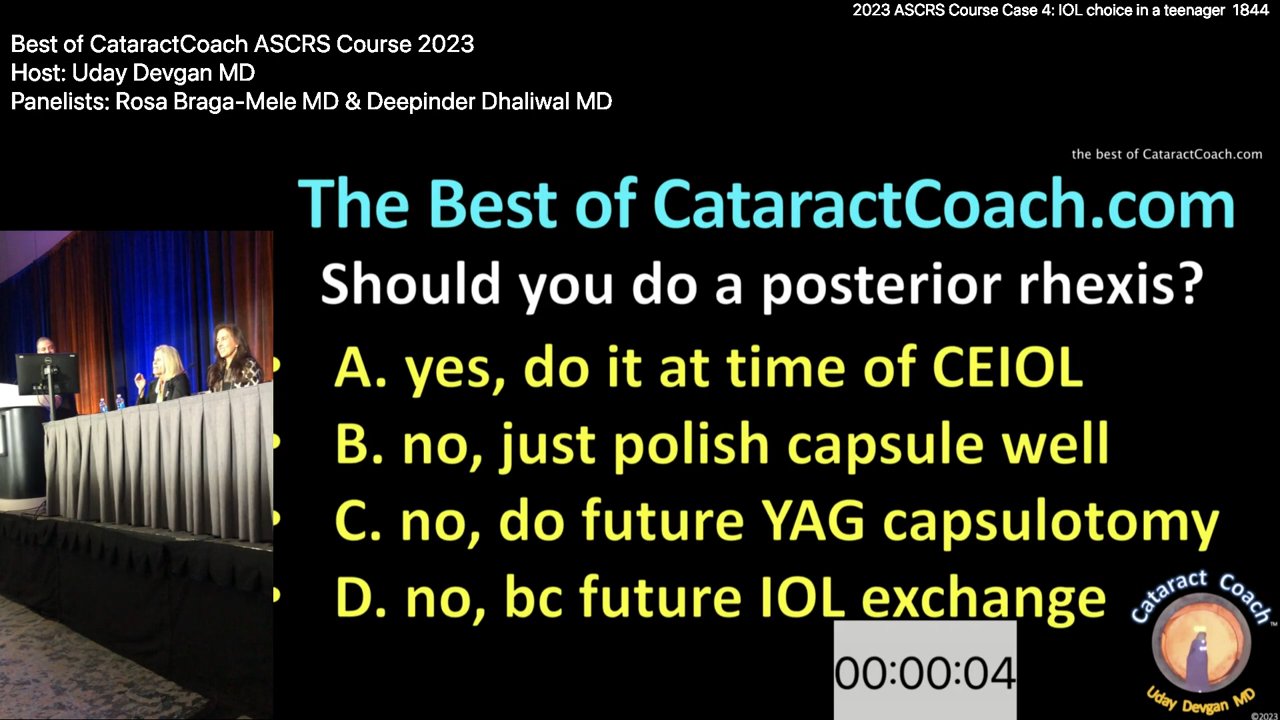 2023 ASCRS Course Case 4: IOL choice in a teenager 1844
Best of CataractCoach ASCRS Course 2023
Host: Uday Devgan MD
Panelists: Rosa Braga-Mele MD & Deepinder Dhaliwal MD
the best of CataractCoach.com
The Best of CataractCoach.com
Should you do a posterior rhexis?
• A. yes, do it at time of CEIOL
• B. no, just polish capsule well
• C. no, do future YAG capsulotomy
• D. no, bc future IOL exchange
00:00:04
Cataract Coach ™
Uday Devgan MD
©2023